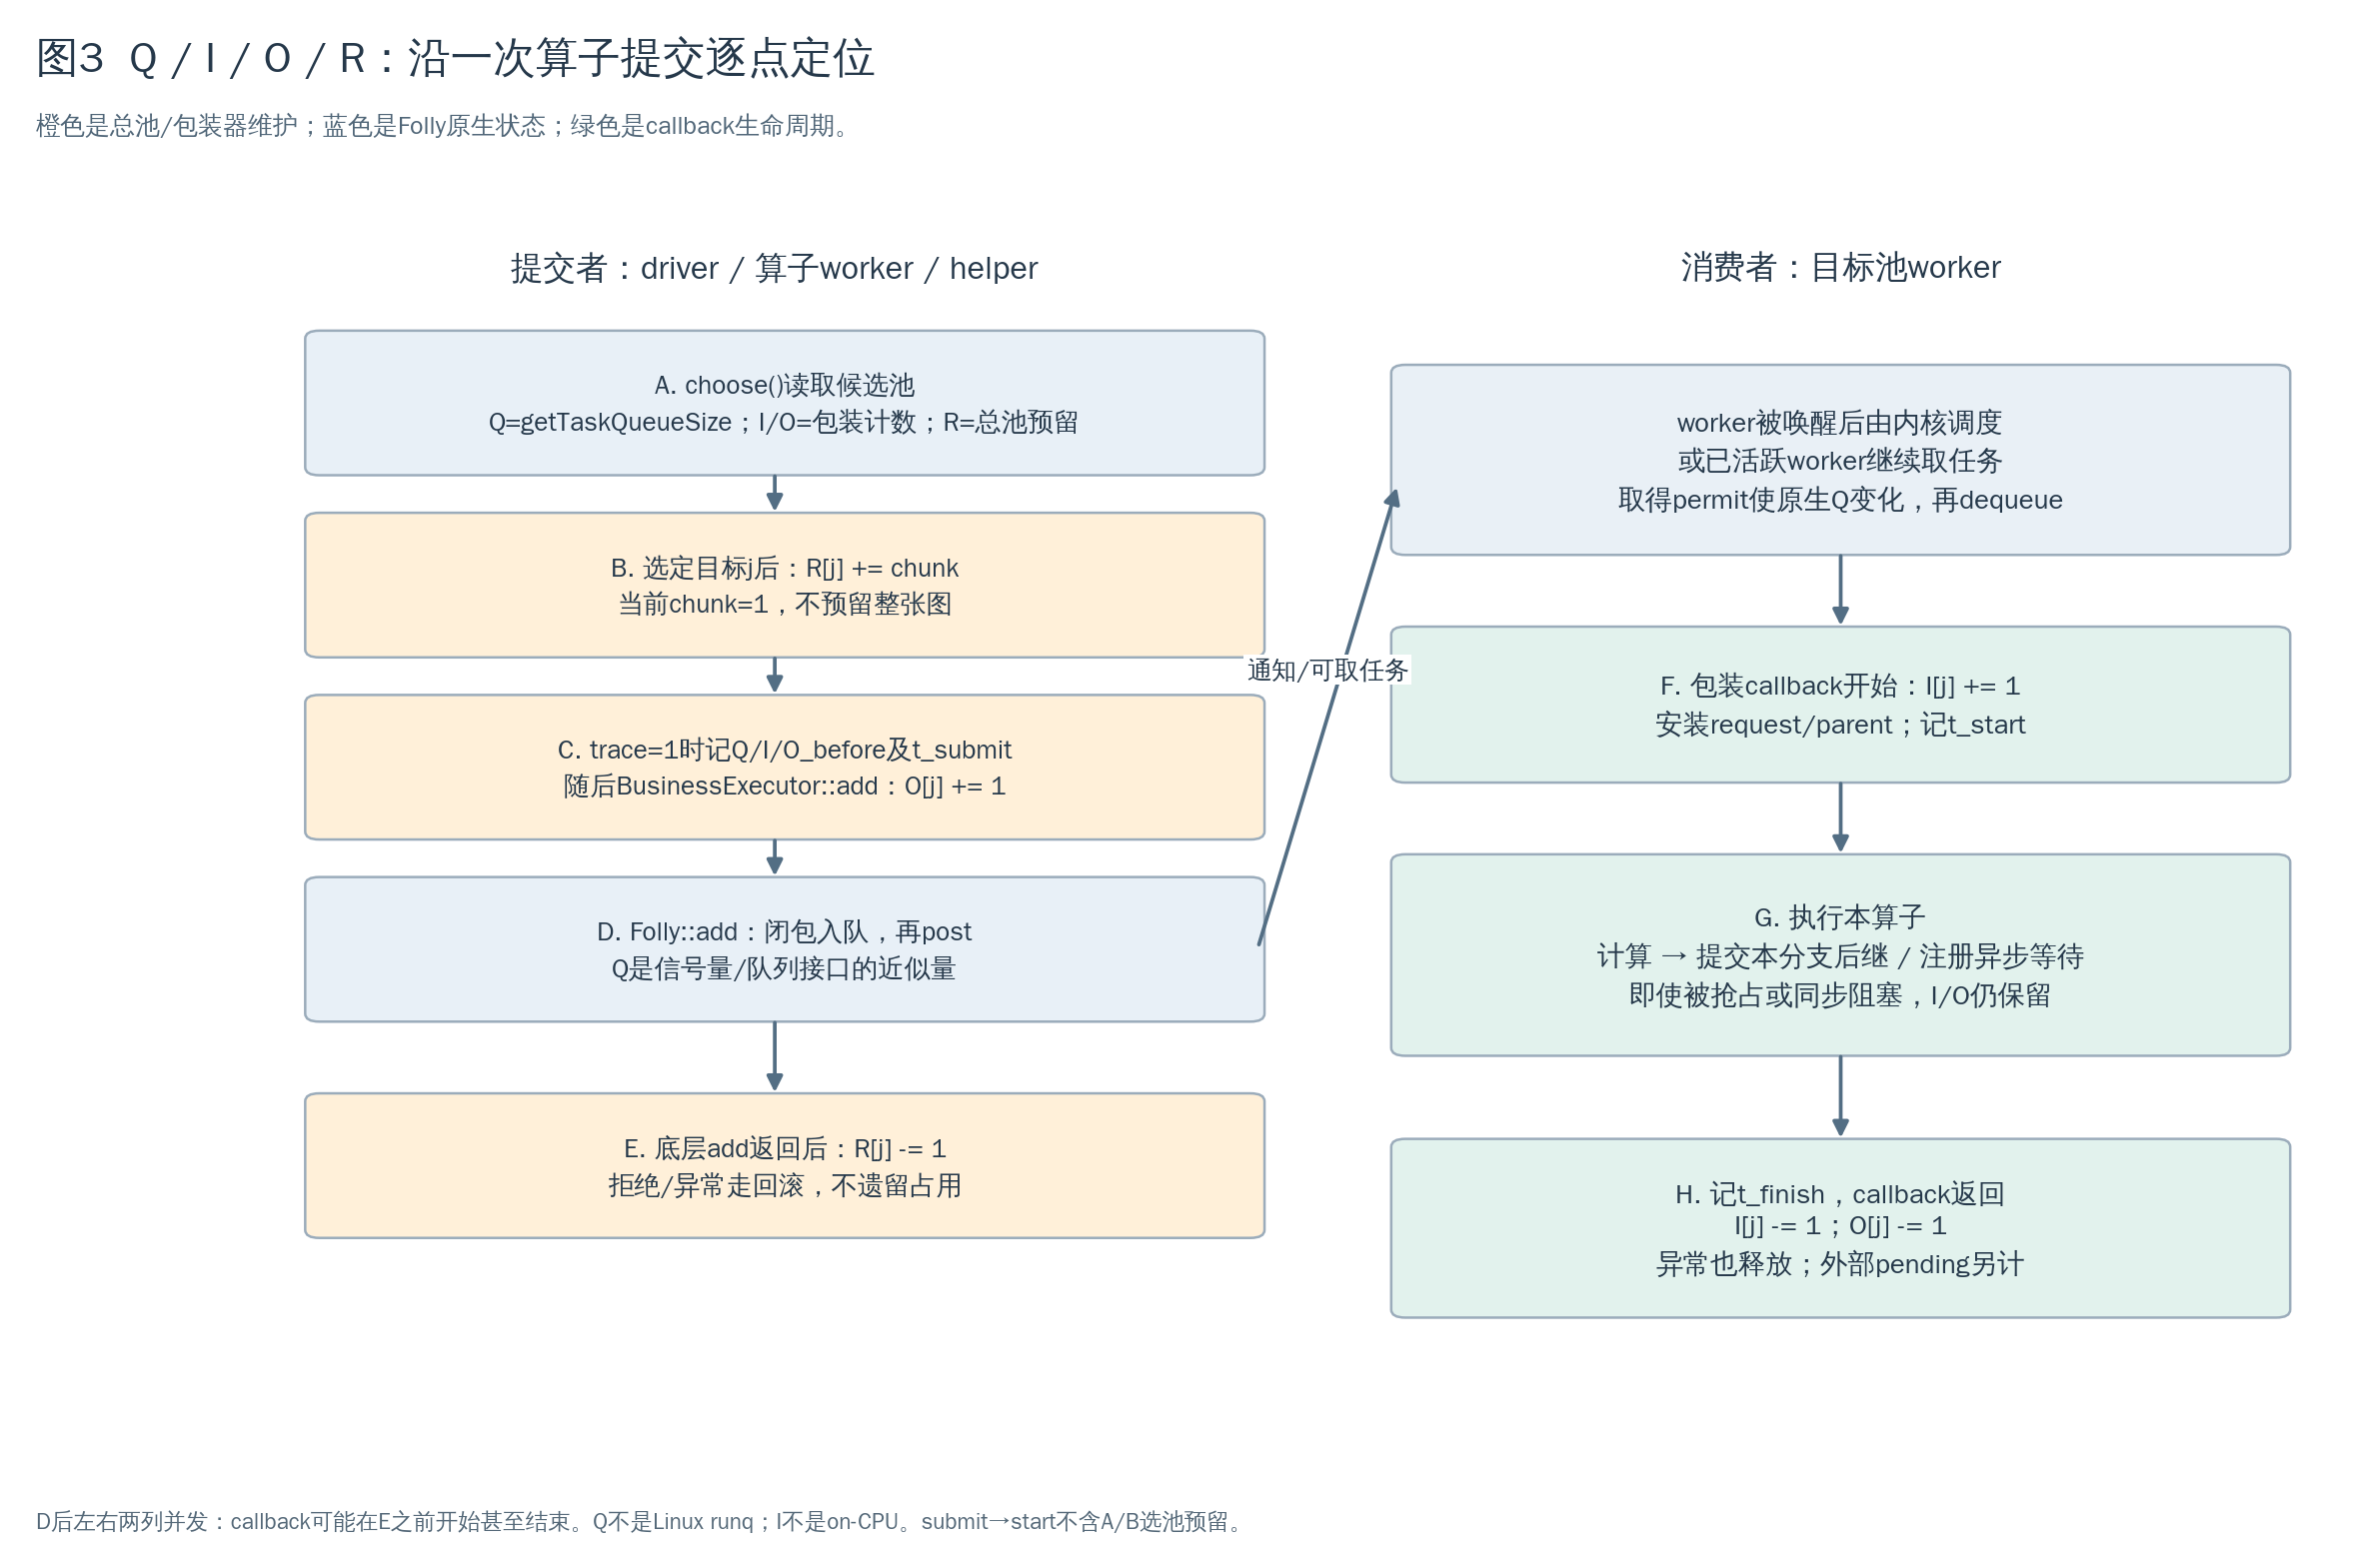 图3 Q / I / O / R：沿一次算子提交逐点定位
橙色是总池/包装器维护；蓝色是Folly原生状态；绿色是callback生命周期。
提交者：driver / 算子worker / helper
A. choose()读取候选池
Q=getTaskQueueSize；I/O=包装计数；R=总池预留
B. 选定目标j后：R[j] += chunk
当前chunk=1，不预留整张图
C. trace=1时记Q/I/O_before及t_submit
随后BusinessExecutor::add：O[j] += 1
D. Folly::add：闭包入队，再post
Q是信号量/队列接口的近似量
E. 底层add返回后：R[j] -= 1
拒绝/异常走回滚，不遗留占用
通知/可取任务
消费者：目标池worker
worker被唤醒后由内核调度
或已活跃worker继续取任务
取得permit使原生Q变化，再dequeue
F. 包装callback开始：I[j] += 1
安装request/parent；记t_start
G. 执行本算子
计算 → 提交本分支后继 / 注册异步等待
即使被抢占或同步阻塞，I/O仍保留
H. 记t_finish，callback返回
I[j] -= 1；O[j] -= 1
异常也释放；外部pending另计
D后左右两列并发：callback可能在E之前开始甚至结束。Q不是Linux runq；I不是on-CPU。submit→start不含A/B选池预留。